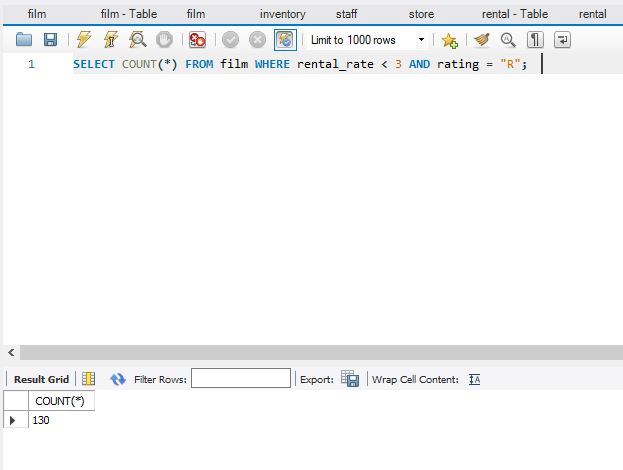 film film - Table film inventory staff store rental - Table rental
Limit to 1000 rows
1 SELECT COUNT(*) FROM film WHERE rental_rate < 3 AND rating = "R";
Result Grid Filter Rows: Export: Wrap Cell Content:
COUNT(*)
130